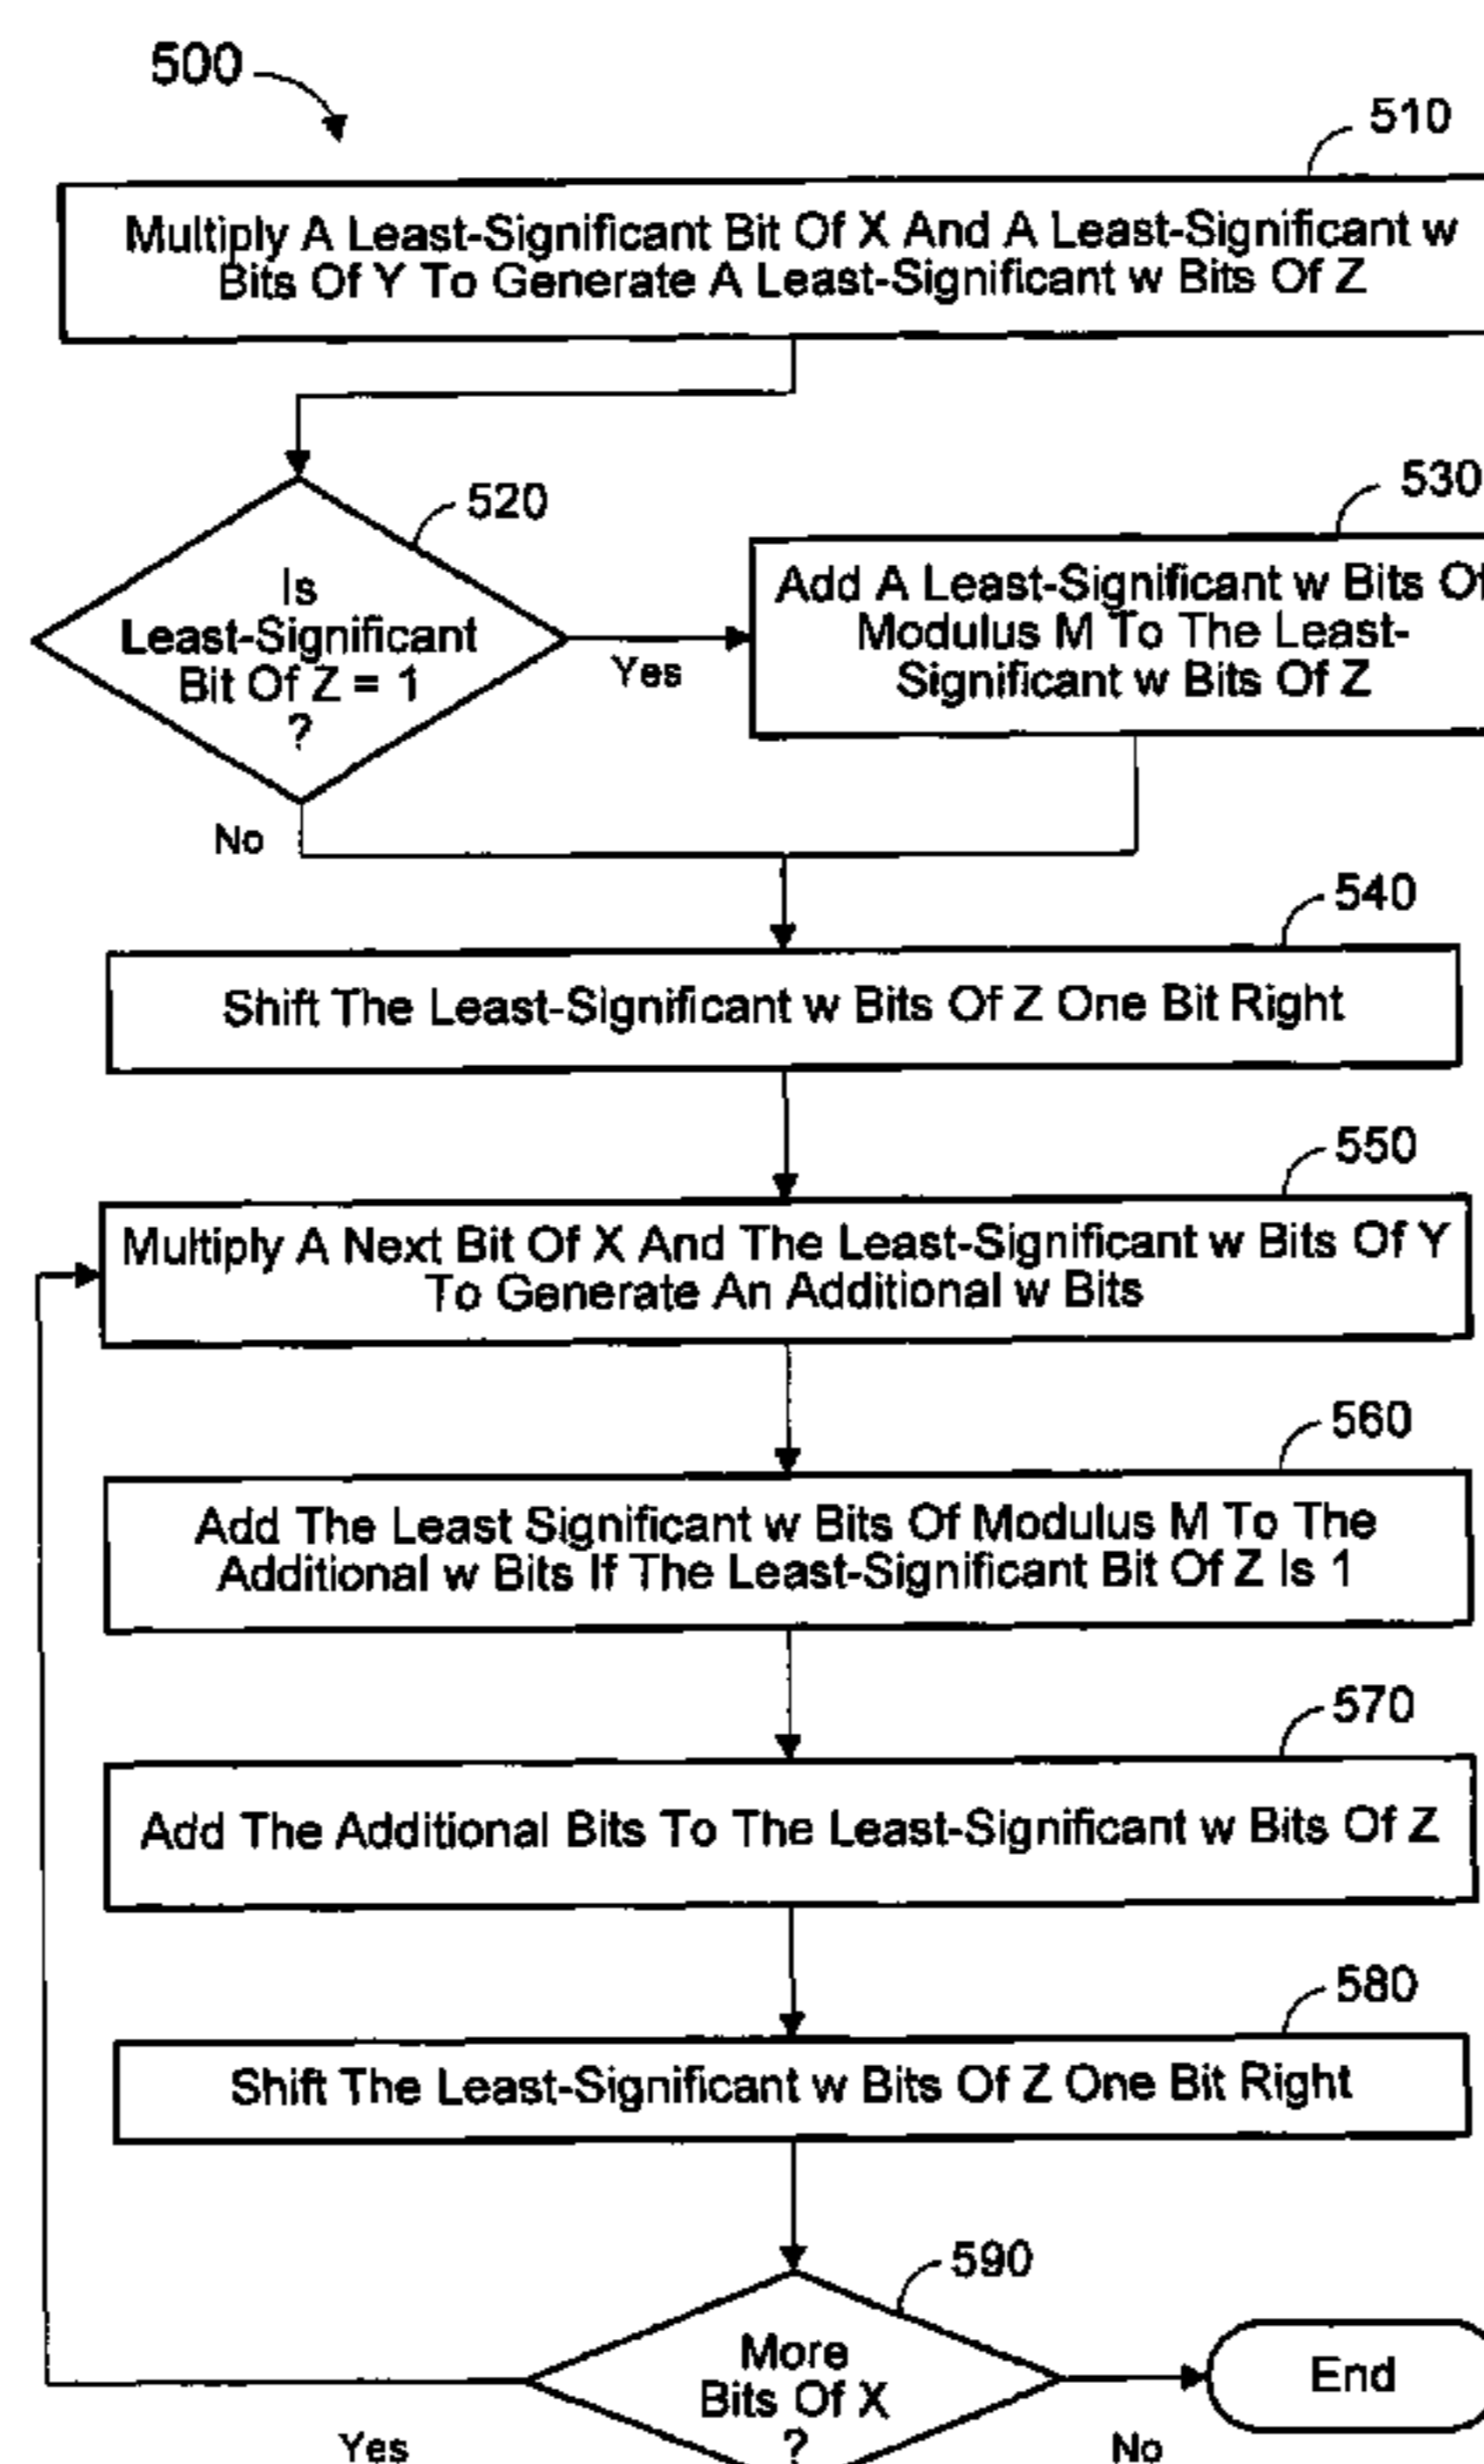 500
510
Multiply A Least-Significant Bit Of X And A Least-Significant w
Bits Of Y To Generate A Least-Significant w Bits Of Z
520
Is
Least-Significant
Bit Of Z = 1
?
Yes
No
530
Add A Least-Significant w Bits Of
Modulus M To The Least-
Significant w Bits Of Z
540
Shift The Least-Significant w Bits Of Z One Bit Right
550
Multiply A Next Bit Of X And The Least-Significant w Bits Of Y
To Generate An Additional w Bits
560
Add The Least Significant w Bits Of Modulus M To The
Additional w Bits If The Least-Significant Bit Of Z Is 1
570
Add The Additional Bits To The Least-Significant w Bits Of Z
580
Shift The Least-Significant w Bits Of Z One Bit Right
590
More
Bits Of X
?
Yes
No
End